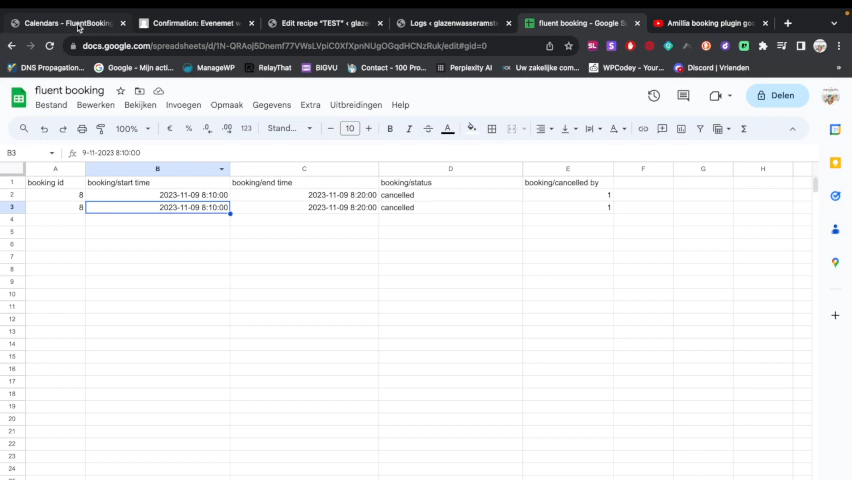 Calendars - FluentBooking
Confirmation: Evenemet w
Edit recipe "TEST" ‹ glaze
Logs ‹ glazenwasseramste
fluent booking - Google S
Amillia booking plugin goo
docs.google.com/spreadsheets/d/1N-QRAoj5Dnemf77VWsLVpiC0XfXpnNUgOGqdHCNzRuk/edit#gid=0
DNS Propagation...
Google - Mijn acti...
ManageWP
RelayThat
BIGVU
Contact - 100 Pro...
Perplexity AI
Uw zakelijke com...
WPCodey - Your...
Discord | Vrienden
fluent booking
Delen
Bestand Bewerken Bekijken Invoegen Opmaak Gegevens Extra Uitbreidingen Help
100% € % .0 .00 123 Stand... − 10 + B I A
B3 fx 9-11-2023 8:10:00
A B C D E F G H
1 booking id booking/start time booking/end time booking/status booking/cancelled by
2 8 2023-11-09 8:10:00 2023-11-09 8:20:00 cancelled 1
3 8 2023-11-09 8:10:00 2023-11-09 8:20:00 cancelled 1
4
5
6
7
8
9
10
11
12
13
14
15
16
17
18
19
20
21
22
23
24
25